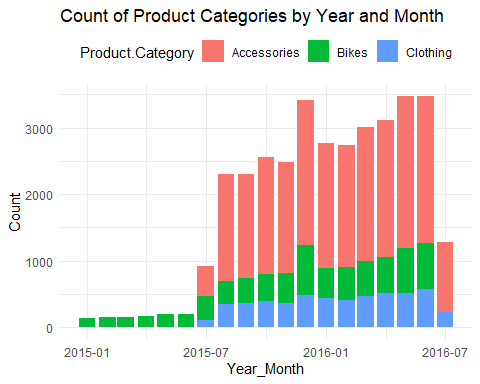 Count of Product Categories by Year and Month
Product.Category Accessories Bikes Clothing
3000
2000
1000
0
Count
2015-01 2015-07 2016-01 2016-07
Year_Month